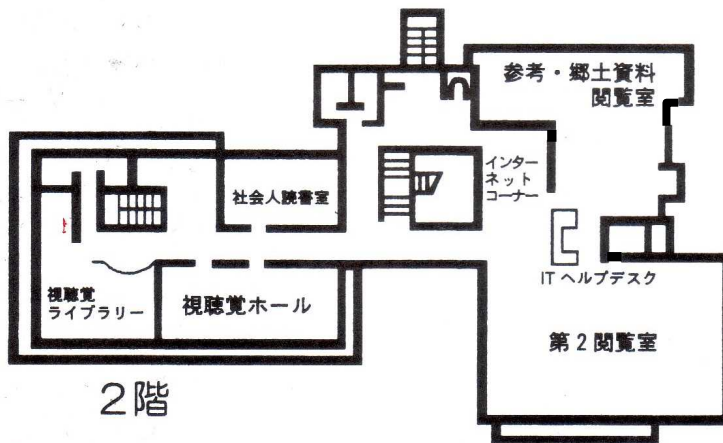 参考・郷土資料
閲覧室
インター
ネット
コーナー
社会人読書室
ITヘルプデスク
視聴覚
ライブラリー
視聴覚ホール
第2閲覧室
2階